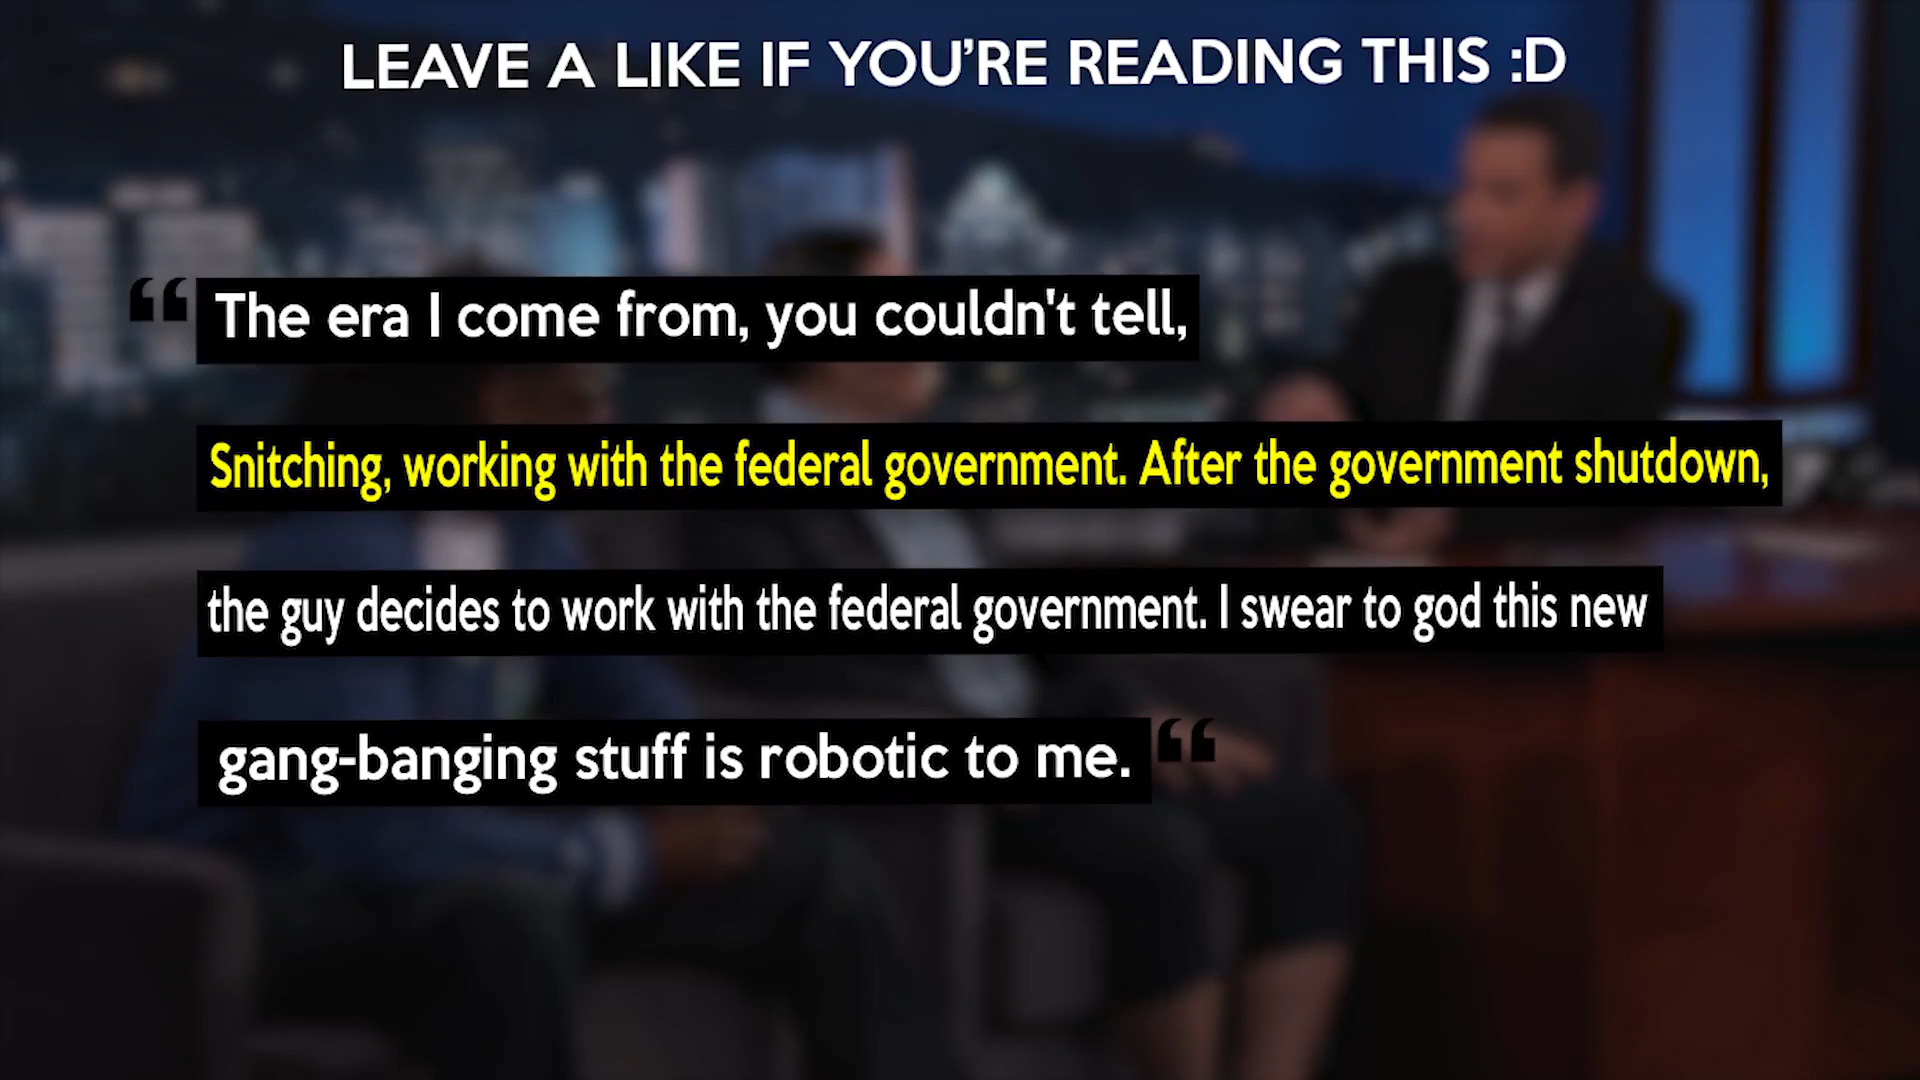 LEAVE A LIKE IF YOU'RE READING THIS :D
“ The era I come from, you couldn't tell,
Snitching, working with the federal government. After the government shutdown,
the guy decides to work with the federal government. I swear to god this new
gang-banging stuff is robotic to me. “